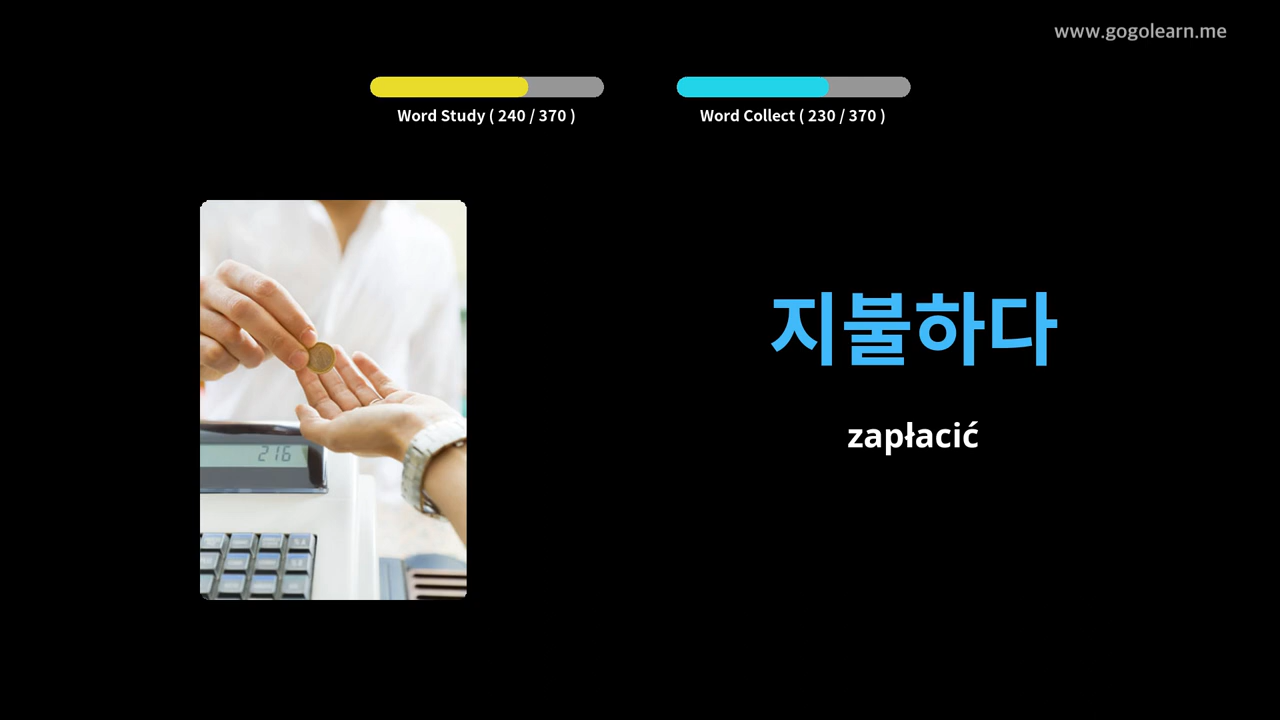 www.gogolearn.me
Word Study ( 240 / 370 )
Word Collect ( 230 / 370 )
지불하다
zapłacić
216